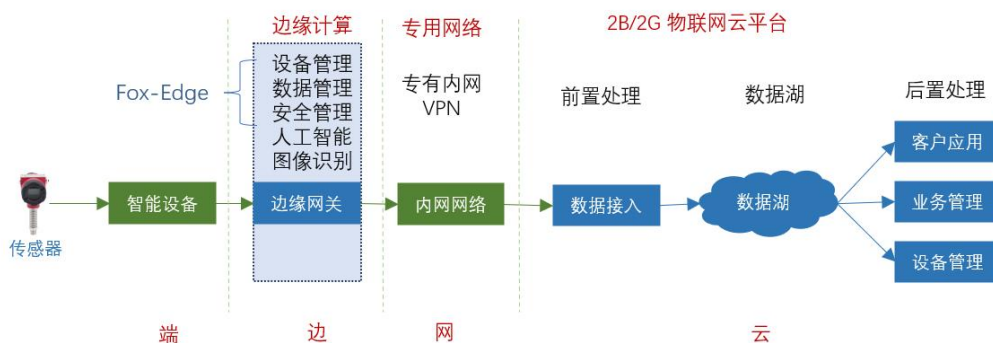 边缘计算
专用网络
2B/2G 物联网云平台
Fox-Edge
设备管理
数据管理
安全管理
人工智能
图像识别
专有内网
VPN
前置处理
数据湖
后置处理
传感器
智能设备
边缘网关
内网网络
数据接入
数据湖
客户应用
业务管理
设备管理
端
边
网
云